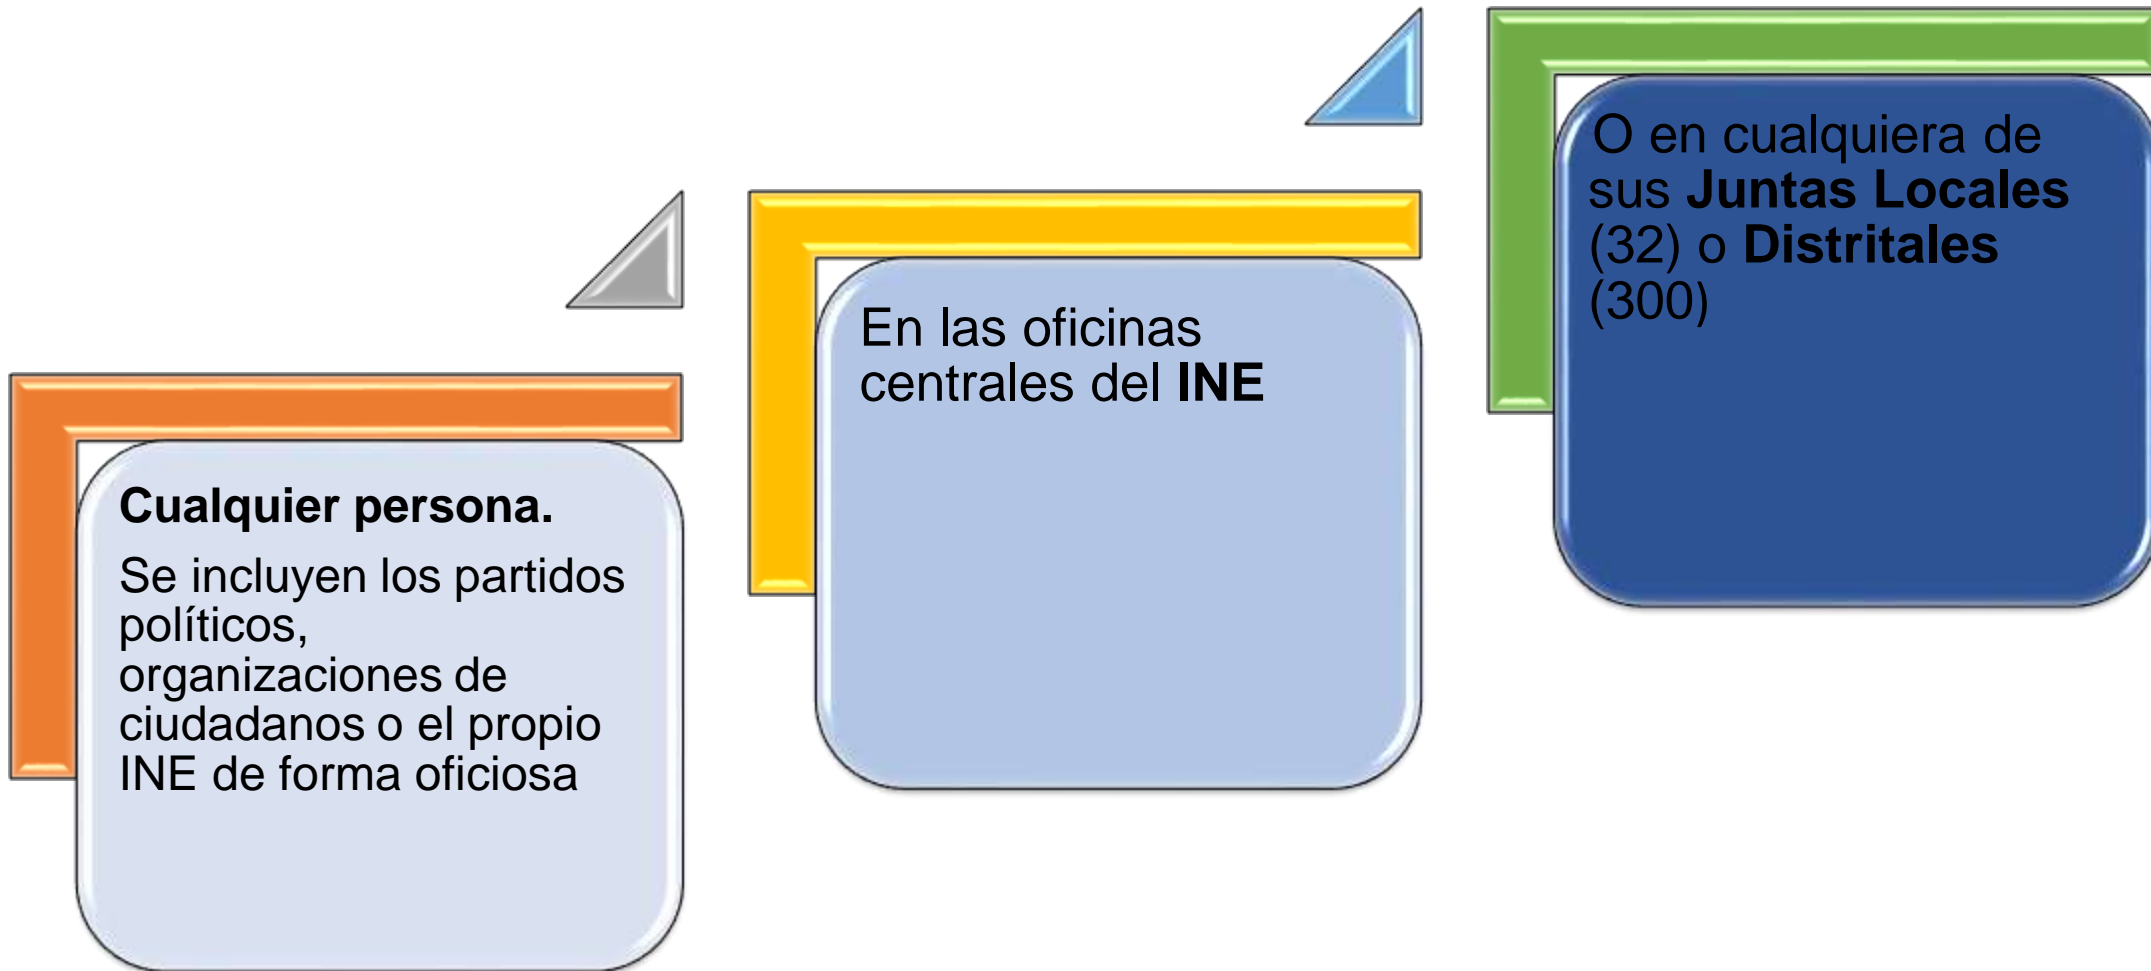 Cualquier persona.
Se incluyen los partidos
políticos,
organizaciones de
ciudadanos o el propio
INE de forma oficiosa
En las oficinas
centrales del INE
O en cualquiera de
sus Juntas Locales
(32) o Distritales
(300)